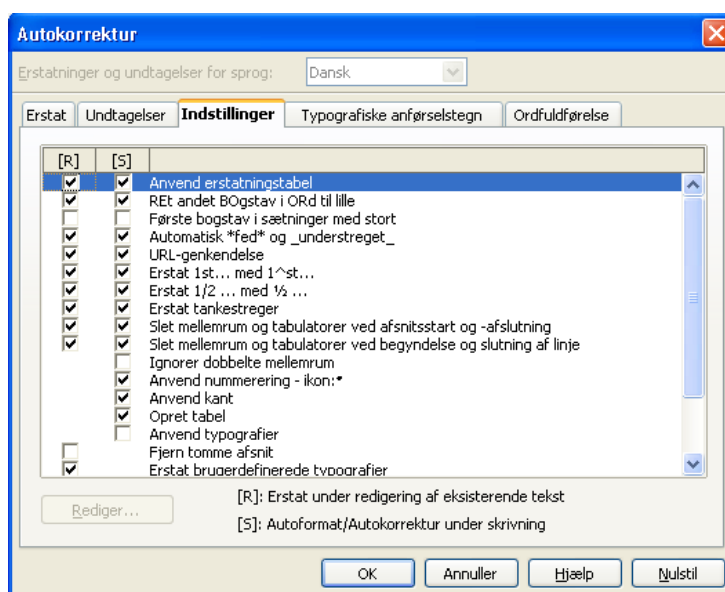 Autokorrektur
Erstatninger og undtagelser for sprog: Dansk
Erstat Undtagelser Indstillinger Typografiske anførselstegn Ordfuldførelse
[R] [S]
Anvend erstatningstabel
REt andet BOgstav i ORd til lille
Første bogstav i sætninger med stort
Automatisk *fed* og _understreget_
URL-genkendelse
Erstat 1st... med 1^st...
Erstat 1/2 ... med ½ ...
Erstat tankestreger
Slet mellemrum og tabulatorer ved afsnitsstart og -afslutning
Slet mellemrum og tabulatorer ved begyndelse og slutning af linje
Ignorer dobbelte mellemrum
Anvend nummerering - ikon:•
Anvend kant
Opret tabel
Anvend typografier
Fjern tomme afsnit
Erstat brugerdefinerede typografier
Rediger...
[R]: Erstat under redigering af eksisterende tekst
[S]: Autoformat/Autokorrektur under skrivning
OK Annuller Hjælp Nulstil